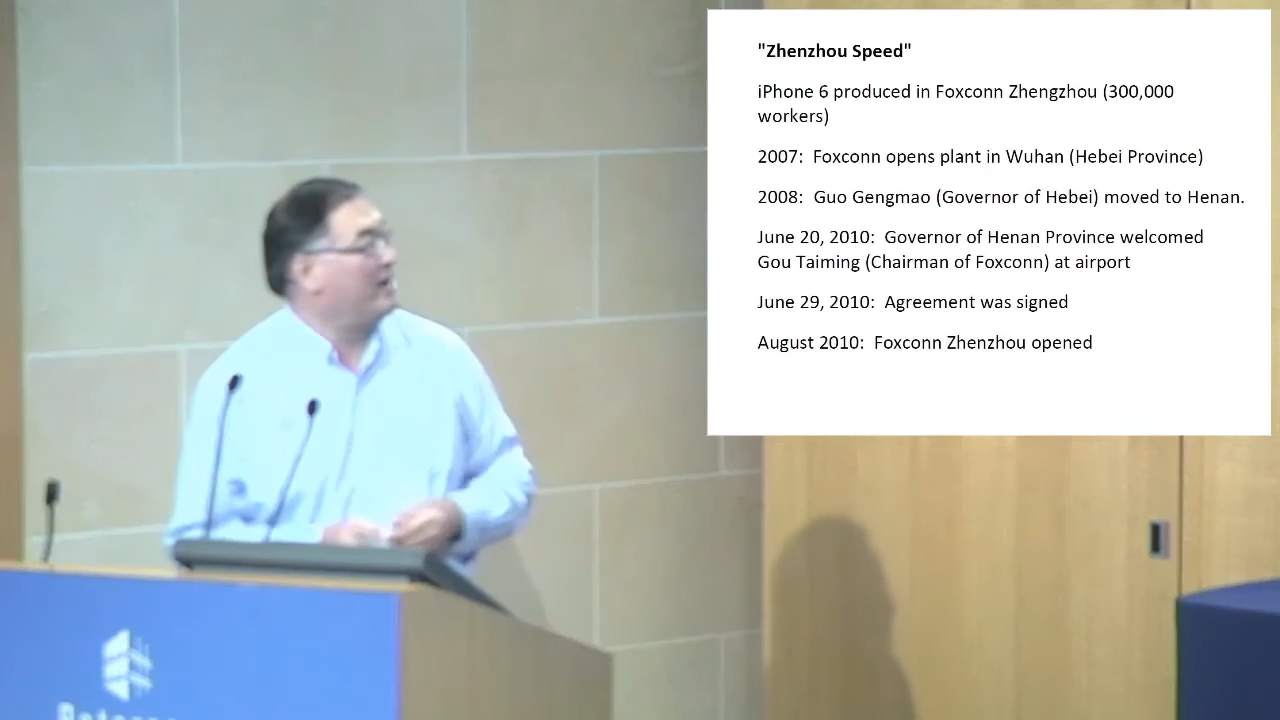 "Zhenzhou Speed"
iPhone 6 produced in Foxconn Zhengzhou (300,000
workers)
2007:  Foxconn opens plant in Wuhan (Hebei Province)
2008:  Guo Gengmao (Governor of Hebei) moved to Henan.
June 20, 2010:  Governor of Henan Province welcomed
Gou Taiming (Chairman of Foxconn) at airport
June 29, 2010:  Agreement was signed
August 2010:  Foxconn Zhenzhou opened